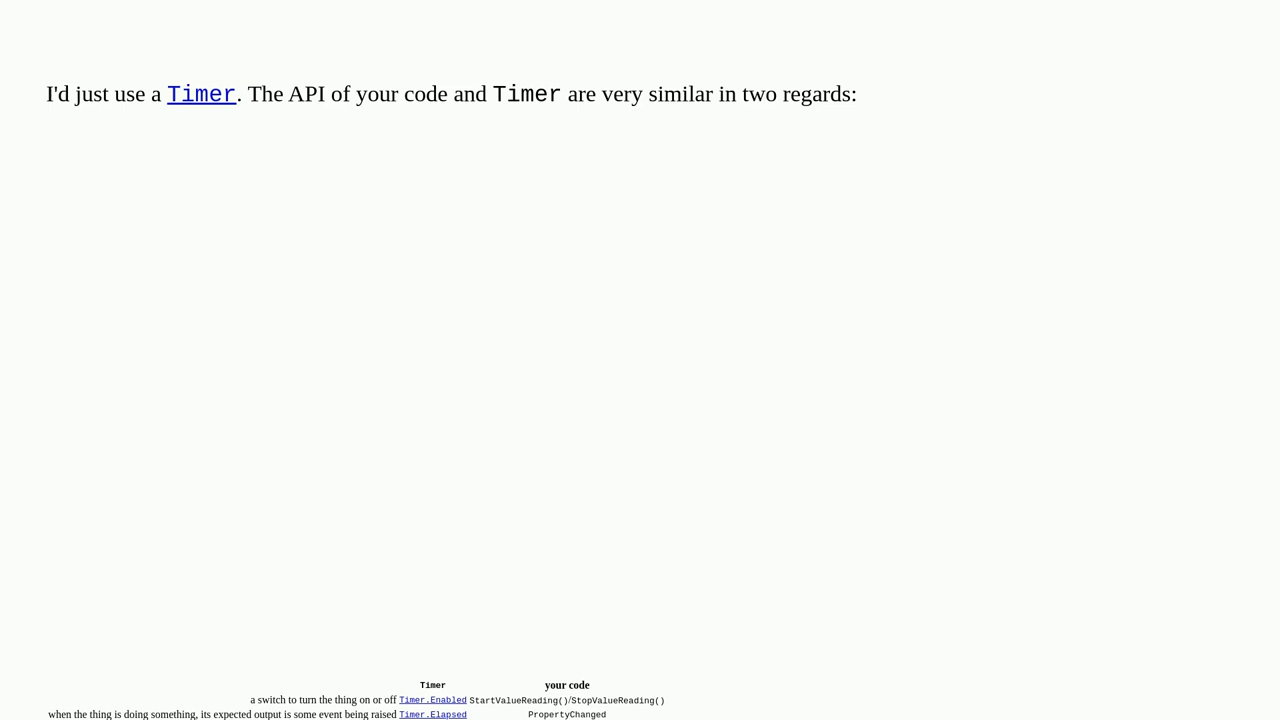 I'd just use a Timer. The API of your code and Timer are very similar in two regards:
Timer your code
a switch to turn the thing on or off Timer.Enabled StartValueReading()/StopValueReading()
when the thing is doing something, its expected output is some event being raised Timer.Elapsed PropertyChanged